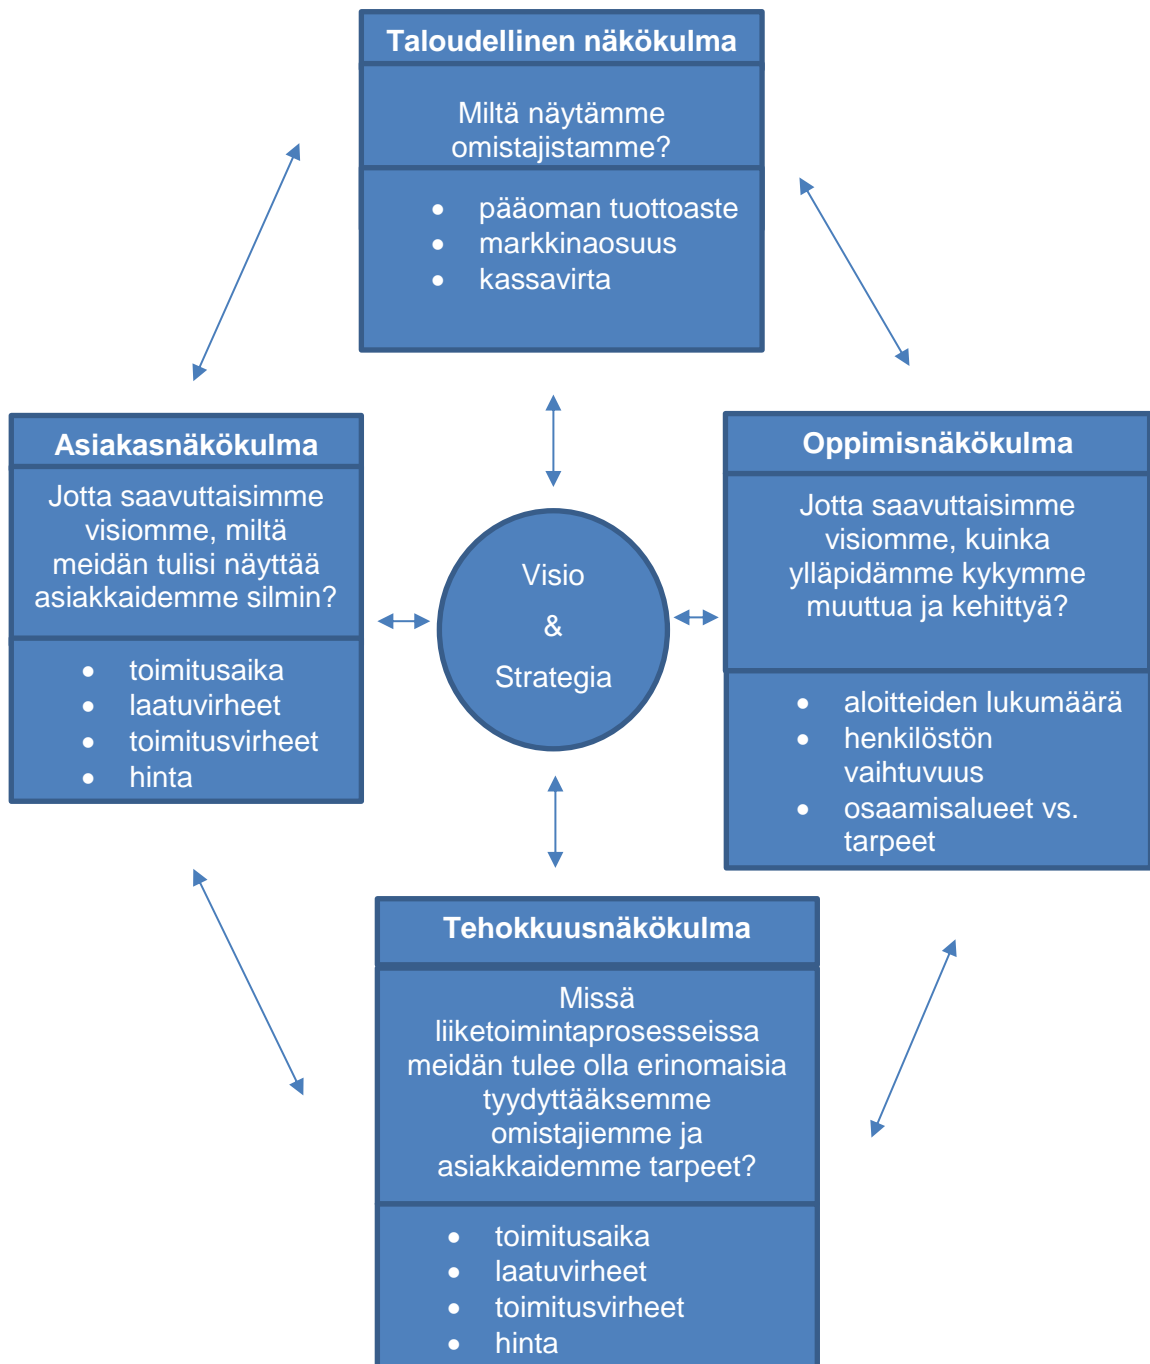 Taloudellinen näkökulma
Miltä näytämme
omistajistamme?
• pääoman tuottoaste
• markkinaosuus
• kassavirta
Asiakasnäkökulma
Jotta saavuttaisimme
visiomme, miltä
meidän tulisi näyttää
asiakkaidemme silmin?
• toimitusaika
• laatuvirheet
• toimitusvirheet
• hinta
Visio
&
Strategia
Oppimisnäkökulma
Jotta saavuttaisimme
visiomme, kuinka
ylläpidämme kykymme
muuttua ja kehittyä?
• aloitteiden lukumäärä
• henkilöstön
vaihtuvuus
• osaamisalueet vs.
tarpeet
Tehokkuusnäkökulma
Missä
liiketoimintaprosesseissa
meidän tulee olla erinomaisia
tyydyttääksemme
omistajiemme ja
asiakkaidemme tarpeet?
• toimitusaika
• laatuvirheet
• toimitusvirheet
• hinta